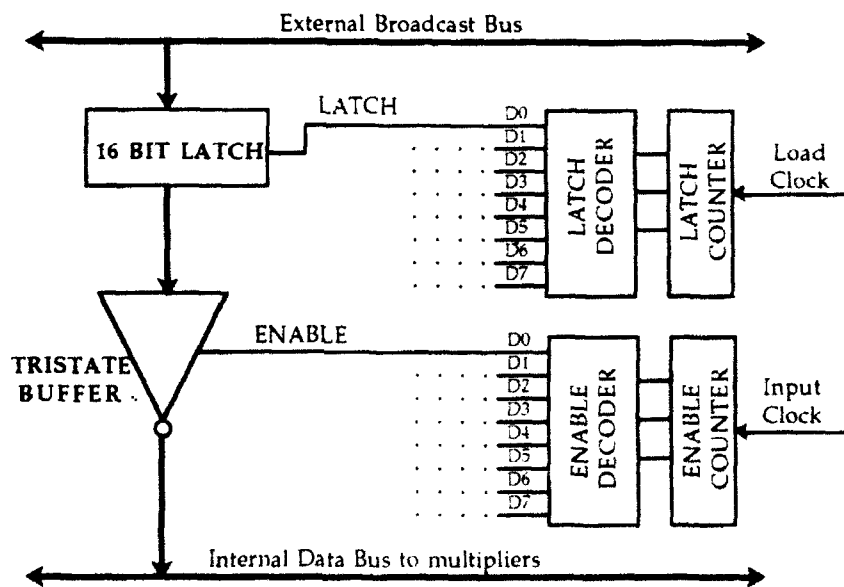 External Broadcast Bus
LATCH
16 BIT LATCH
D0
D1
D2
D3
D4
D5
D6
D7
LATCH
DECODER
LATCH
COUNTER
Load
Clock
ENABLE
TRISTATE
BUFFER
D0
D1
D2
D3
D4
D5
D6
D7
ENABLE
DECODER
ENABLE
COUNTER
Input
Clock
Internal Data Bus to multipliers